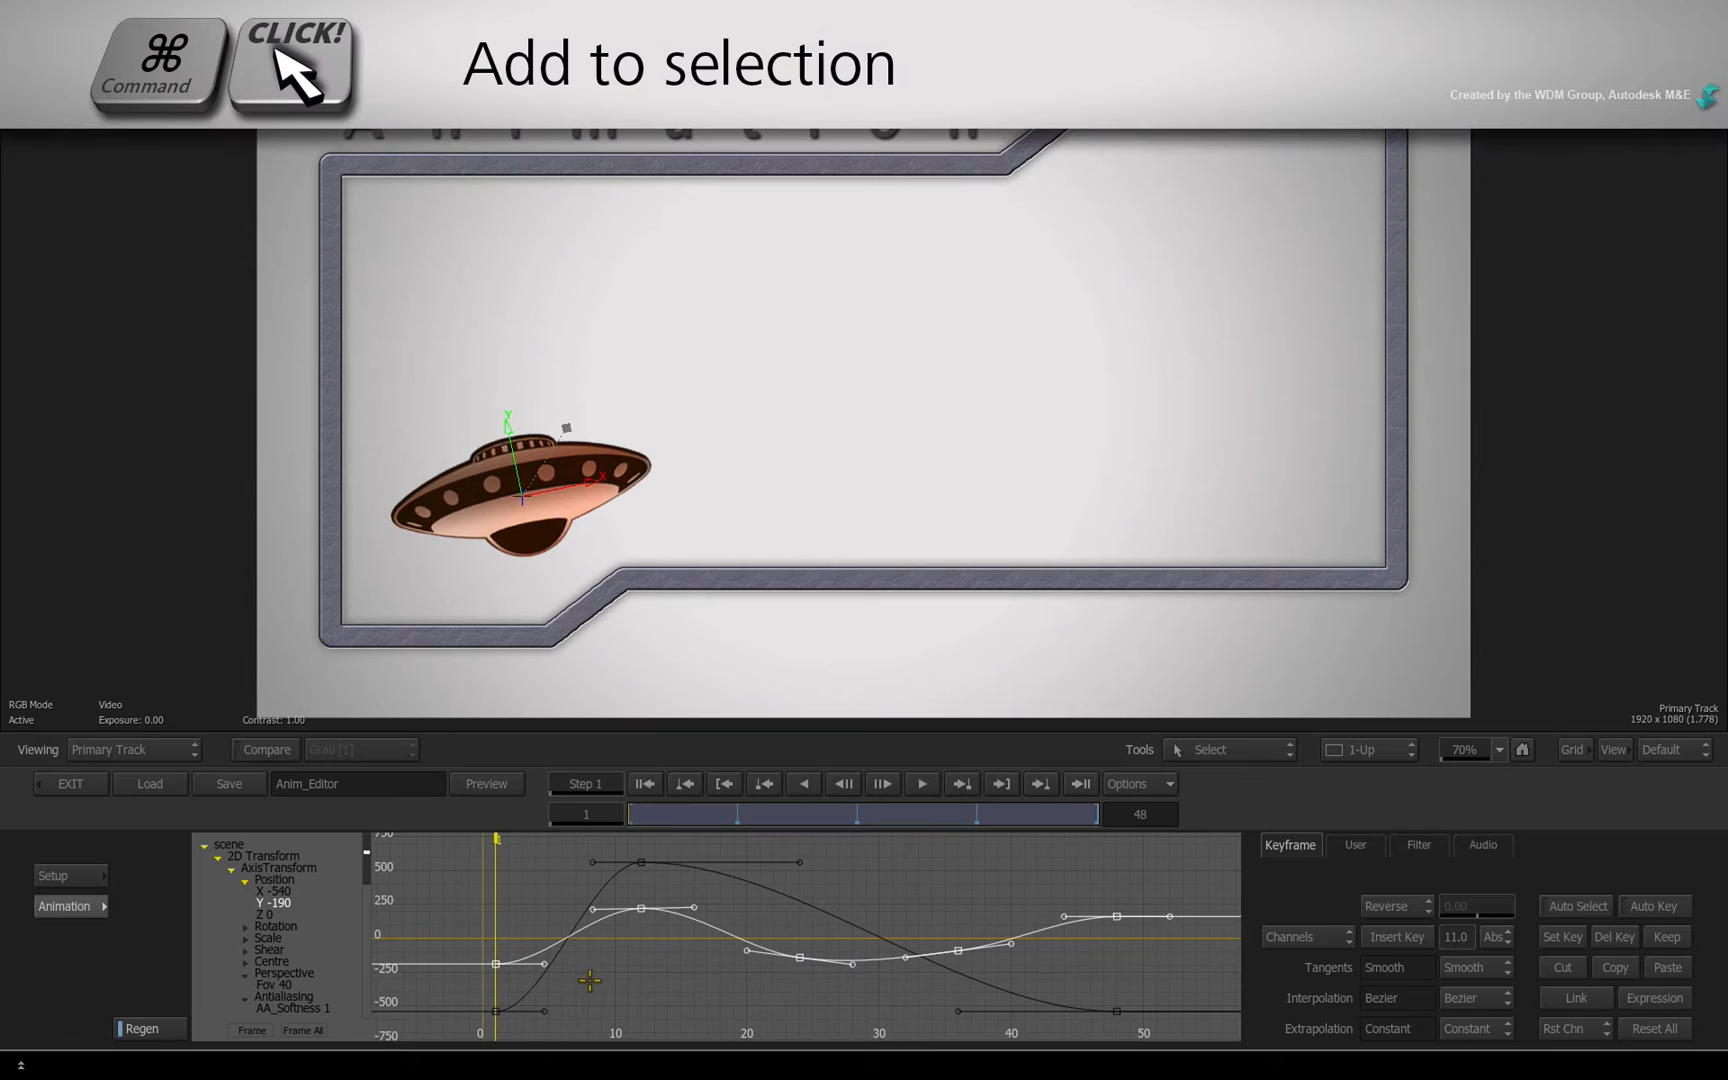 ⌘
Command
CLICK!
Add to selection
Created by the WDM Group, Autodesk M&E
Animation
Y
X
RGB Mode
Active
Video
Exposure: 0.00
Contrast: 1.00
Primary Track
1920 x 1080 (1.778)
Viewing
Primary Track
Compare
Grab [1]
Tools
Select
1-Up
70%
Grid
View
Default
EXIT
Load
Save
Anim_Editor
Preview
Step 1
Options
1
48
Setup
Animation
Regen
scene
2D Transform
AxisTransform
Position
X -540
Y -190
Z 0
Rotation
Scale
Shear
Centre
Perspective
Fov 40
Antialiasing
AA_Softness 1
Frame
Frame All
750
500
250
0
-250
-500
-750
1
0
10
20
30
40
50
Keyframe
User
Filter
Audio
Reverse
0.00
Auto Select
Auto Key
Channels
Insert Key
11.0
Abs
Set Key
Del Key
Keep
Tangents
Smooth
Smooth
Cut
Copy
Paste
Interpolation
Bezier
Bezier
Link
Expression
Extrapolation
Constant
Constant
Rst Chn
Reset All